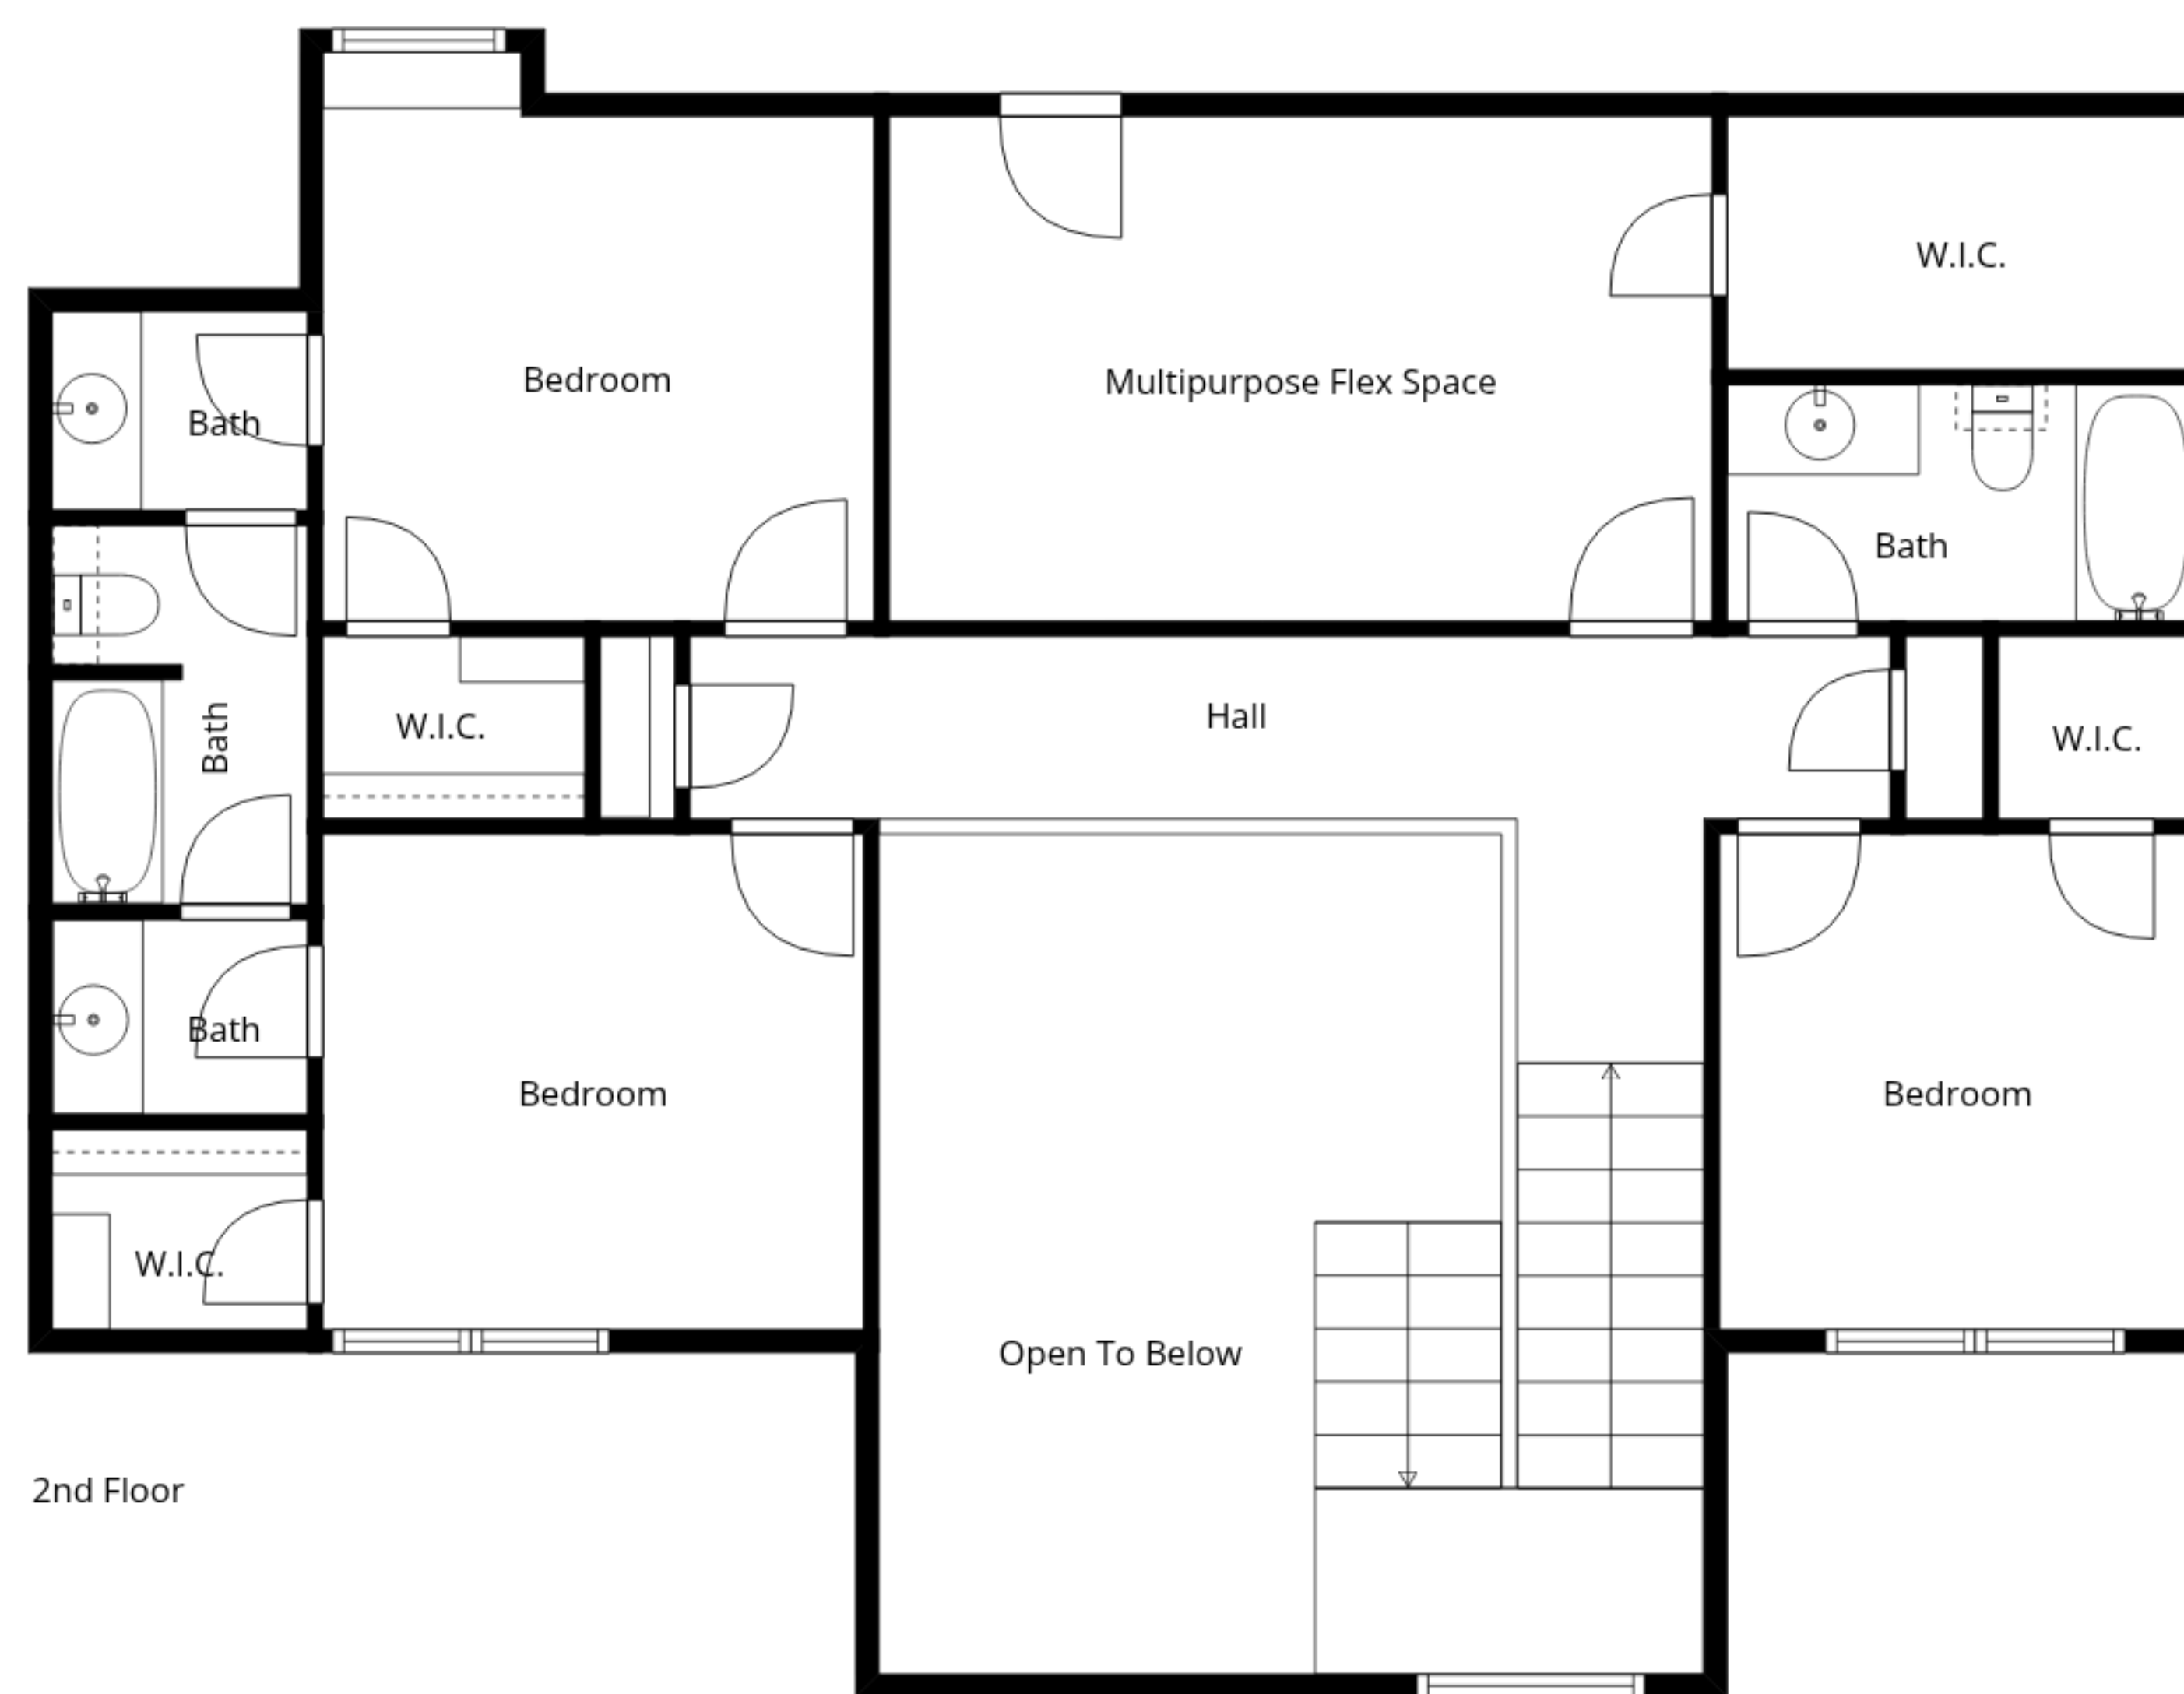 W.I.C.
Bedroom
Multipurpose Flex Space
Bath
Bath
Hall
W.I.C.
Bath
W.I.C.
Bath
Bedroom
Bedroom
W.I.C.
Open To Below
2nd Floor